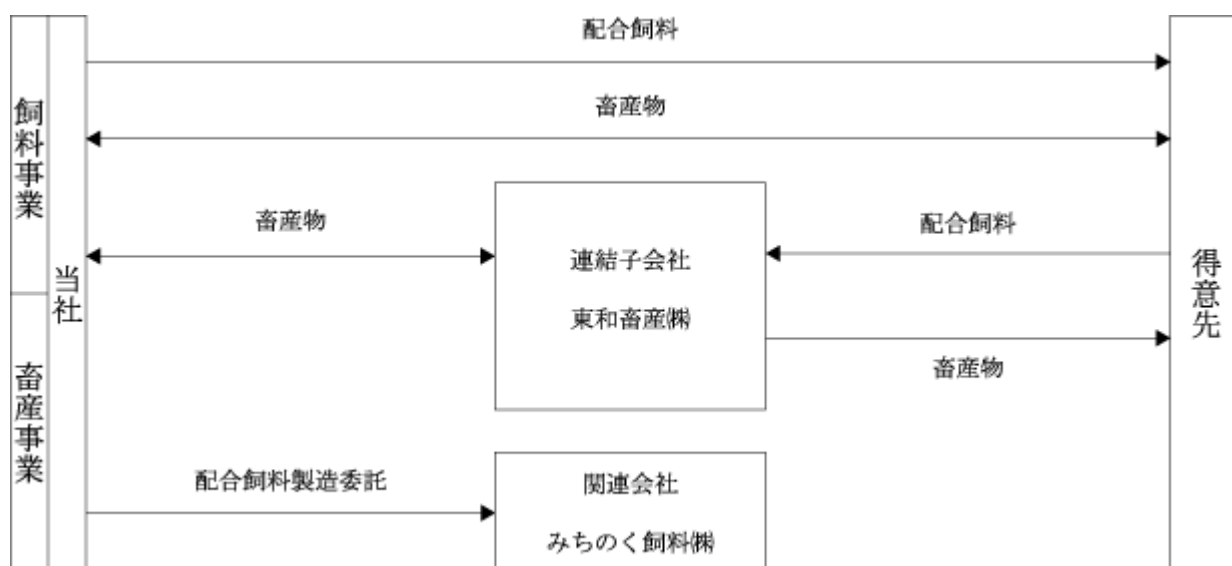 配合飼料
畜産物
飼料事業
畜産事業
当社
畜産物
連結子会社
東和畜産㈱
配合飼料
畜産物
得意先
配合飼料製造委託
関連会社
みちのく飼料㈱